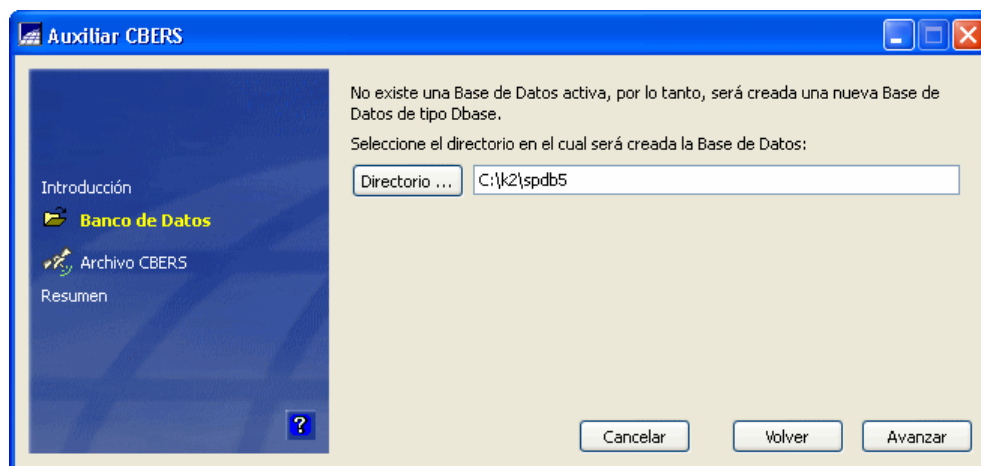 Auxiliar CBERS
No existe una Base de Datos activa, por lo tanto, será creada una nueva Base de
Datos de tipo Dbase.
Seleccione el directorio en el cual será creada la Base de Datos:
Directorio ... C:\k2\spdb5
Introducción
Banco de Datos
Archivo CBERS
Resumen
?
Cancelar Volver Avanzar